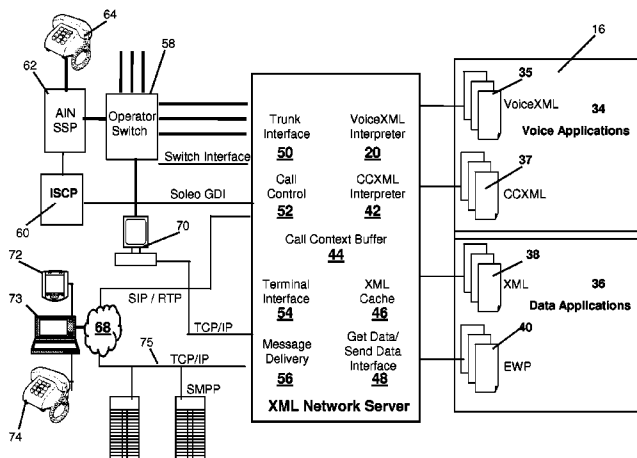 64
58
16
62
AIN
SSP
Operator
Switch
Trunk
Interface
50
VoiceXML
Interpreter
20
35
VoiceXML
34
Voice Applications
Switch Interface
ISCP
60
Soleo GDI
Call
Control
52
CCXML
Interpreter
42
37
CCXML
70
Call Context Buffer
44
72
73
68
SIP / RTP
Terminal
Interface
54
XML
Cache
46
38
XML
36
Data Applications
TCP/IP
75
TCP/IP
Message
Delivery
56
Get Data/
Send Data
Interface
48
40
EWP
74
SMPP
XML Network Server